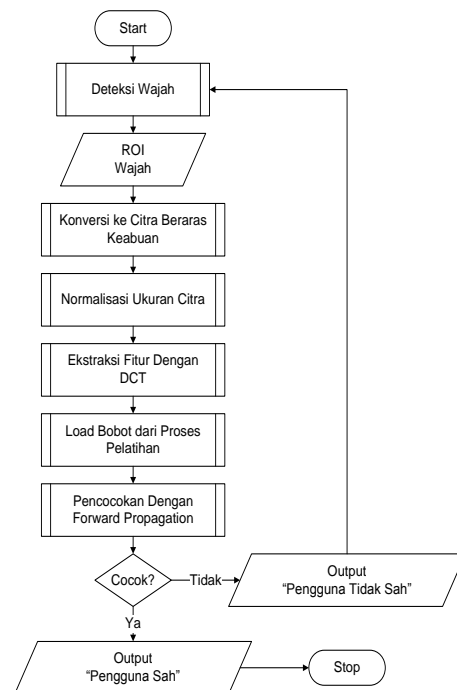 Start
Deteksi Wajah
ROI
Wajah
Konversi ke Citra Beraras
Keabuan
Normalisasi Ukuran Citra
Ekstraksi Fitur Dengan
DCT
Load Bobot dari Proses
Pelatihan
Pencocokan Dengan
Forward Propagation
Cocok?
Tidak
Output
“Pengguna Tidak Sah”
Ya
Output
“Pengguna Sah”
Stop